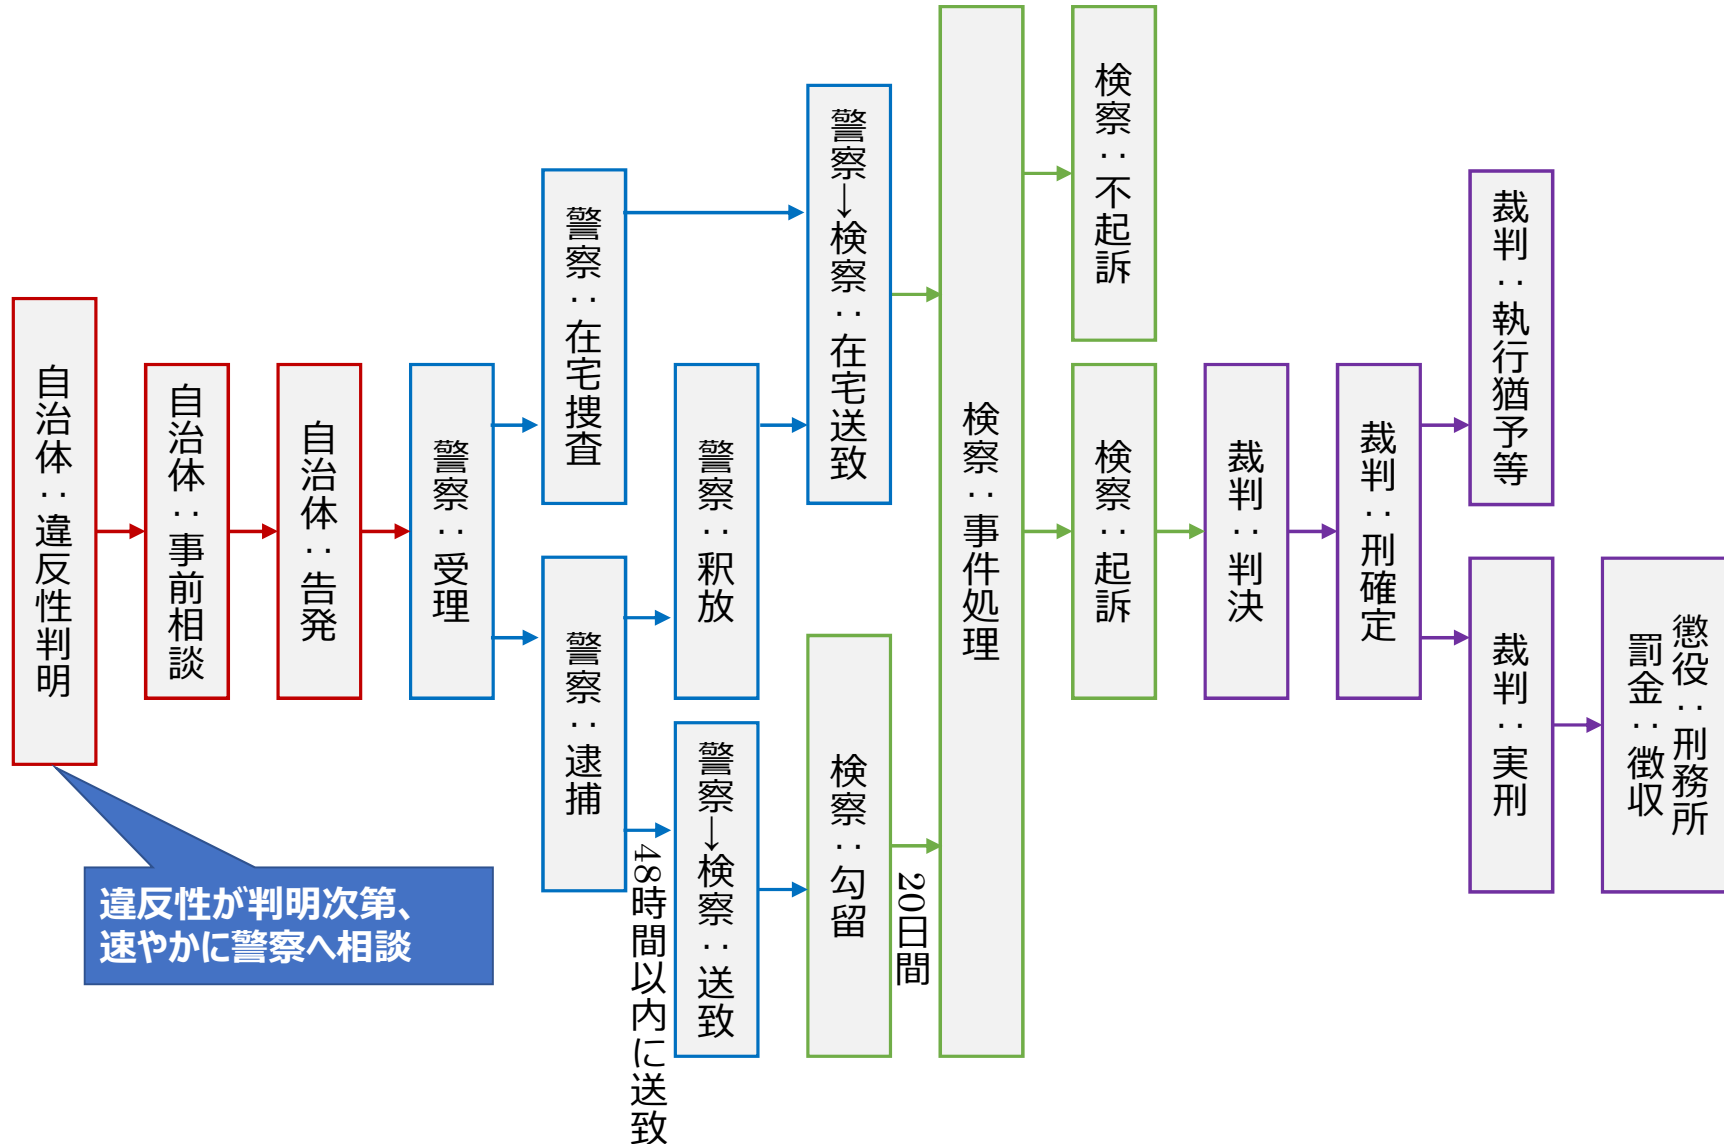 自治体：違反性判明
自治体：事前相談
自治体：告発
警察：受理
警察：在宅捜査
警察：逮捕
48時間以内に送致
警察：釈放
警察→検察：送致
警察→検察：在宅送致
検察：勾留
20日間
検察：事件処理
検察：不起訴
検察：起訴
裁判：判決
裁判：刑確定
裁判：執行猶予等
裁判：実刑
懲役：刑務所
罰金：徴収
違反性が判明次第、
速やかに警察へ相談